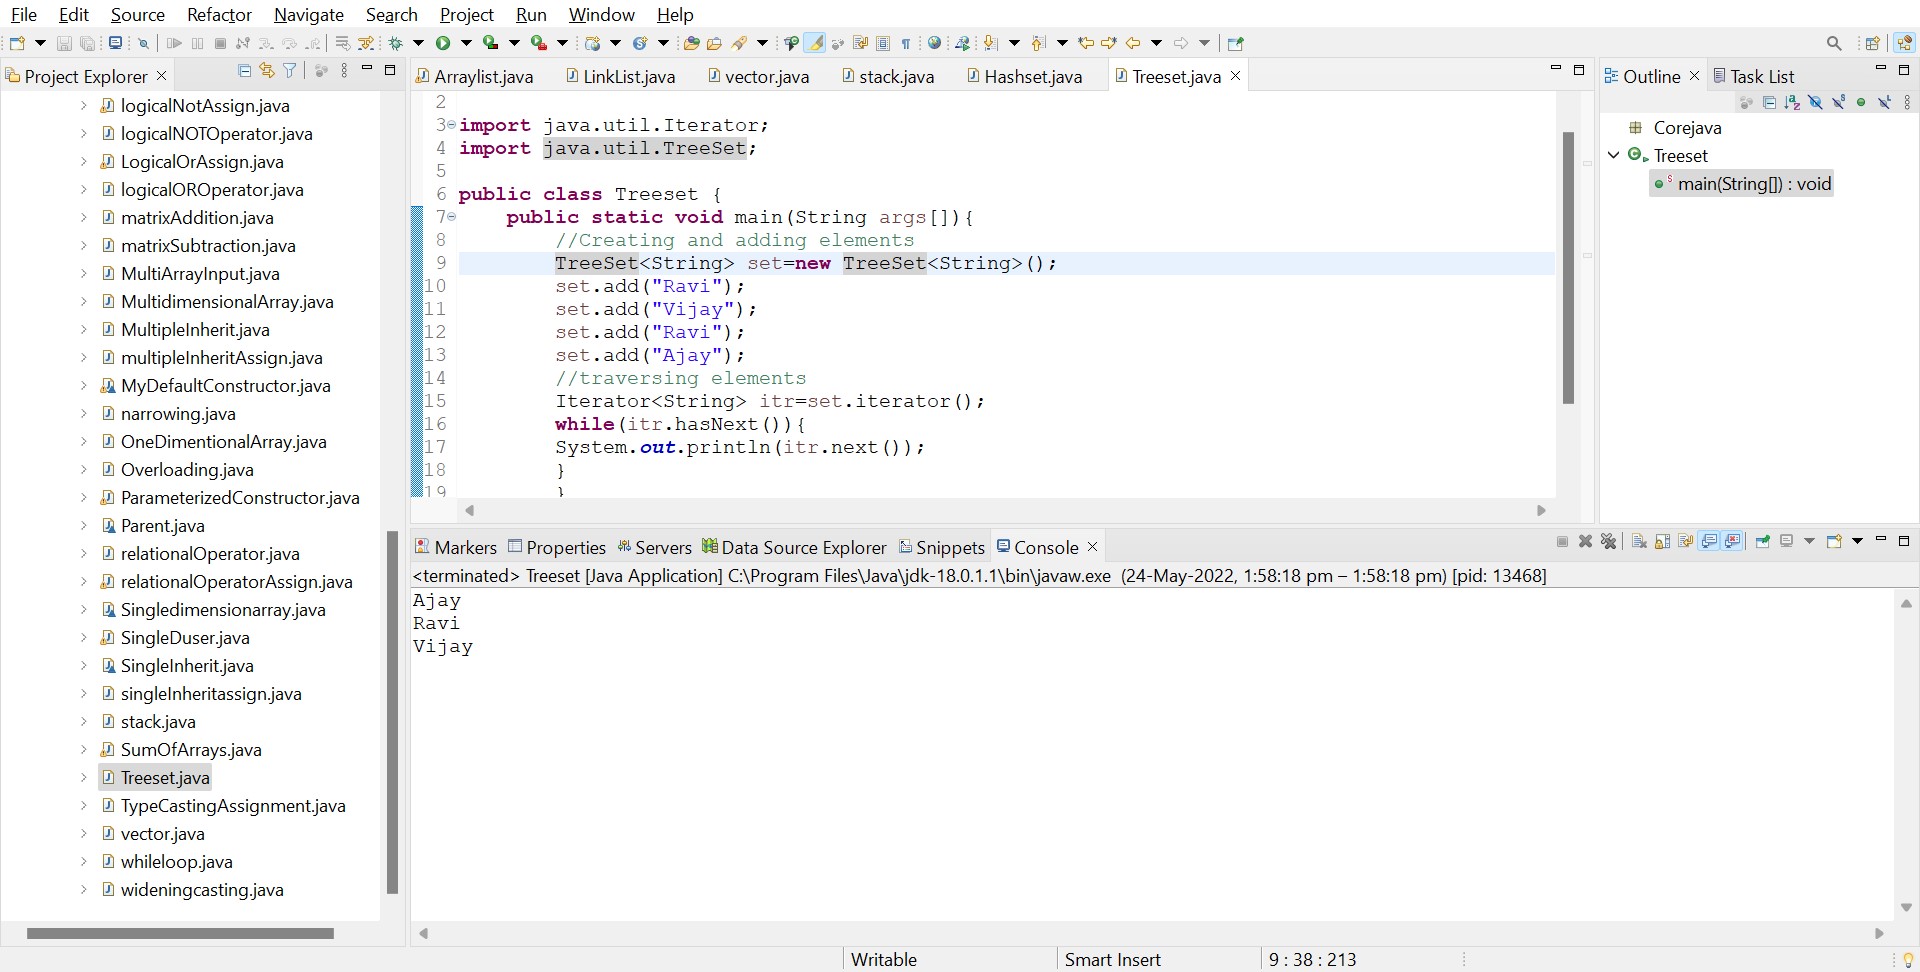 File Edit Source Refactor Navigate Search Project Run Window Help
Project Explorer
logicalNotAssign.java
logicalNOTOperator.java
LogicalOrAssign.java
logicalOROperator.java
matrixAddition.java
matrixSubtraction.java
MultiArrayInput.java
MultidimensionalArray.java
MultipleInherit.java
multipleInheritAssign.java
MyDefaultConstructor.java
narrowing.java
OneDimentionalArray.java
Overloading.java
ParameterizedConstructor.java
Parent.java
relationalOperator.java
relationalOperatorAssign.java
Singledimensionarray.java
SingleDuser.java
SingleInherit.java
singleInheritassign.java
stack.java
SumOfArrays.java
Treeset.java
TypeCastingAssignment.java
vector.java
whileloop.java
wideningcasting.java
Arraylist.java LinkList.java vector.java stack.java Hashset.java Treeset.java
2
3 import java.util.Iterator;
4 import java.util.TreeSet;
5
6 public class Treeset {
7 public static void main(String args[]){
8 //Creating and adding elements
9 TreeSet<String> set=new TreeSet<String>();
10 set.add("Ravi");
11 set.add("Vijay");
12 set.add("Ravi");
13 set.add("Ajay");
14 //traversing elements
15 Iterator<String> itr=set.iterator();
16 while(itr.hasNext()){
17 System.out.println(itr.next());
18 }
19 }
Outline Task List
Corejava
Treeset
main(String[]) : void
Markers Properties Servers Data Source Explorer Snippets Console
<terminated> Treeset [Java Application] C:\Program Files\Java\jdk-18.0.1.1\bin\javaw.exe (24-May-2022, 1:58:18 pm – 1:58:18 pm) [pid: 13468]
Ajay
Ravi
Vijay
Writable Smart Insert 9 : 38 : 213